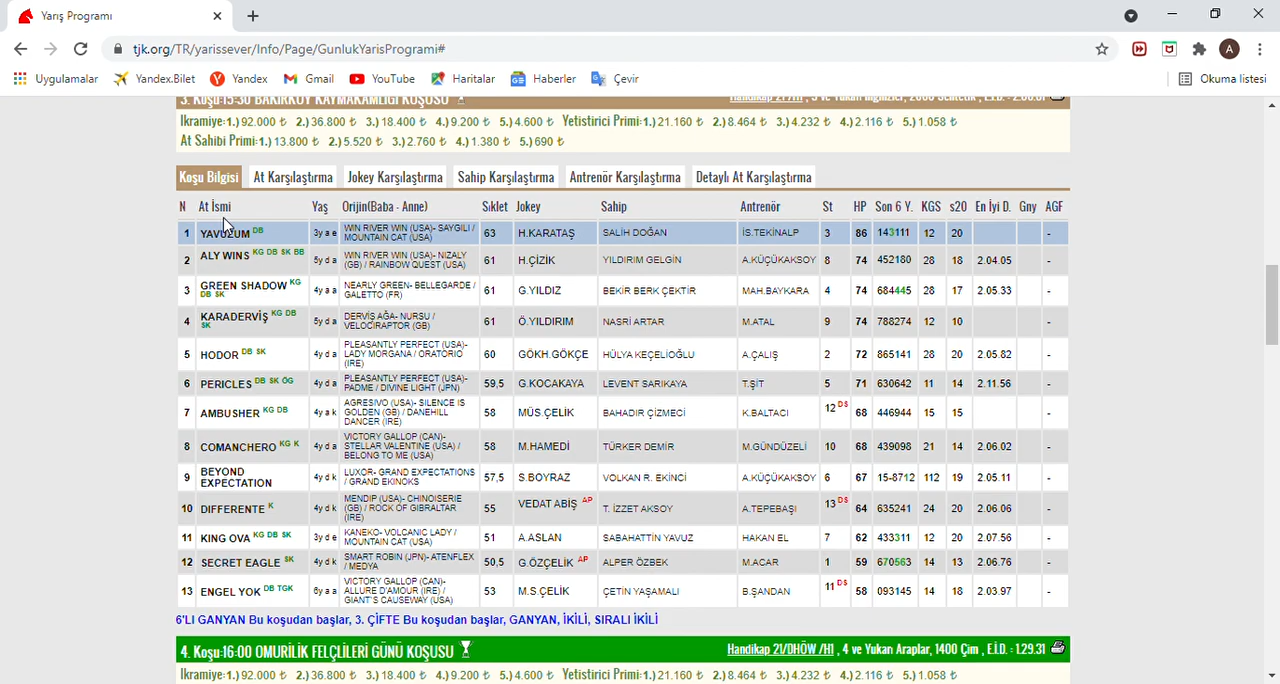 Yarış Programı
tjk.org/TR/yarissever/Info/Page/GunlukYarisProgrami#
A
Uygulamalar Yandex.Bilet Yandex Gmail YouTube Haritalar Haberler Çevir Okuma listesi
3. Koşu:15:30 BAKIRKÖY KAYMAKAMLIĞI KOŞUSU
İkramiye:1.) 92.000 ₺ 2.) 36.800 ₺ 3.) 18.400 ₺ 4.) 9.200 ₺ 5.) 4.600 ₺ Yetistirici Primi:1.) 21.160 ₺ 2.) 8.464 ₺ 3.) 4.232 ₺ 4.) 2.116 ₺ 5.) 1.058 ₺
At Sahibi Primi:1.) 13.800 ₺ 2.) 5.520 ₺ 3.) 2.760 ₺ 4.) 1.380 ₺ 5.) 690 ₺
Koşu Bilgisi At Karşılaştırma Jokey Karşılaştırma Sahip Karşılaştırma Antrenör Karşılaştırma Detaylı At Karşılaştırma
N At İsmi Yaş Orijin(Baba - Anne) Sıklet Jokey Sahip Antrenör St HP Son 6 Y. KGS s20 En İyi D. Gny AGF
1 YAVUZUM DB 3y a e WIN RIVER WIN (USA)- SAYGILI / MOUNTAIN CAT (USA) 63 H.KARATAŞ SALİH DOĞAN İS.TEKİNALP 3 86 143111 12 20 -
2 ALY WINS KG DB SK BB 5y d a WIN RIVER WIN (USA)- NIZALY (GB) / RAINBOW QUEST (USA) 61 H.ÇİZİK YILDIRIM GELGİN A.KÜÇÜKAKSOY 8 74 452180 28 18 2.04.05 -
3 GREEN SHADOW KG DB SK 4y a a NEARLY GREEN- BELLEGARDE / GALETTO (FR) 61 G.YILDIZ BEKİR BERK ÇEKTİR MAH.BAYKARA 4 74 684445 28 17 2.05.33 -
4 KARADERVİŞ KG DB SK 5y d a DERVİŞ AĞA- NURSU / VELOCIRAPTOR (GB) 61 Ö.YILDIRIM NASRİ ARTAR M.ATAL 9 74 788274 12 10 -
5 HODOR DB SK 4y d a PLEASANTLY PERFECT (USA)- LADY MORGANA / ORATORIO (IRE) 60 GÖKH.GÖKÇE HÜLYA KEÇELİOĞLU A.ÇALIŞ 2 72 865141 28 20 2.05.82 -
6 PERICLES DB SK ÖG 4y d a PLEASANTLY PERFECT (USA)- PADME / DIVINE LIGHT (JPN) 59,5 G.KOCAKAYA LEVENT SARIKAYA T.ŞİT 5 71 630642 11 14 2.11.56 -
7 AMBUSHER KG DB 4y a k AGRESIVO (USA)- SILENCE IS GOLDEN (GB) / DANEHILL DANCER (IRE) 58 MÜS.ÇELİK BAHADIR ÇİZMECİ K.BALTACI 12 DS 68 446944 15 15 -
8 COMANCHERO KG K 4y d a VICTORY GALLOP (CAN)- STELLAR VALENTINE (USA) / BELONG TO ME (USA) 58 M.HAMEDİ TÜRKER DEMİR M.GÜNDÜZELİ 10 68 439098 21 14 2.06.02 -
9 BEYOND EXPECTATION 4y d k LUXOR- GRAND EXPECTATIONS / GRAND EKINOKS 57,5 S.BOYRAZ VOLKAN R. EKİNCİ A.KÜÇÜKAKSOY 6 67 15-8712 112 19 2.05.11 -
10 DIFFERENTE K 4y d k MENDIP (USA)- CHINOISERIE (GB) / ROCK OF GIBRALTAR (IRE) 55 VEDAT ABİŞ AP T. İZZET AKSOY A.TEPEBAŞI 13 DS 64 635241 24 20 2.06.06 -
11 KING OVA KG DB SK 3y d e KANEKO- VOLCANIC LADY / MOUNTAIN CAT (USA) 51 A.ASLAN SABAHATTİN YAVUZ HAKAN EL 7 62 433311 12 20 2.07.56 -
12 SECRET EAGLE SK 4y d k SMART ROBIN (JPN)- ATENFLEX / MEDYA 50,5 G.ÖZÇELİK AP ALPER ÖZBEK M.ACAR 1 59 670563 14 13 2.06.76 -
13 ENGEL YOK DB TGK 6y a a VICTORY GALLOP (CAN)- ALLURE D'AMOUR (IRE) / GIANT'S CAUSEWAY (USA) 53 M.S.ÇELİK ÇETİN YAŞAMALI B.ŞANDAN 11 DS 58 093145 14 18 2.03.97 -
6'LI GANYAN Bu koşudan başlar, 3. ÇİFTE Bu koşudan başlar, GANYAN, İKİLİ, SIRALI İKİLİ
4. Koşu:16:00 OMURİLİK FELÇLİLERİ GÜNÜ KOŞUSU Handikap 21/DHÖW /H1 , 4 ve Yukarı Araplar, 1400 Çim , E.İ.D. : 1.29.31
İkramiye:1.) 92.000 ₺ 2.) 36.800 ₺ 3.) 18.400 ₺ 4.) 9.200 ₺ 5.) 4.600 ₺ Yetistirici Primi:1.) 21.160 ₺ 2.) 8.464 ₺ 3.) 4.232 ₺ 4.) 2.116 ₺ 5.) 1.058 ₺